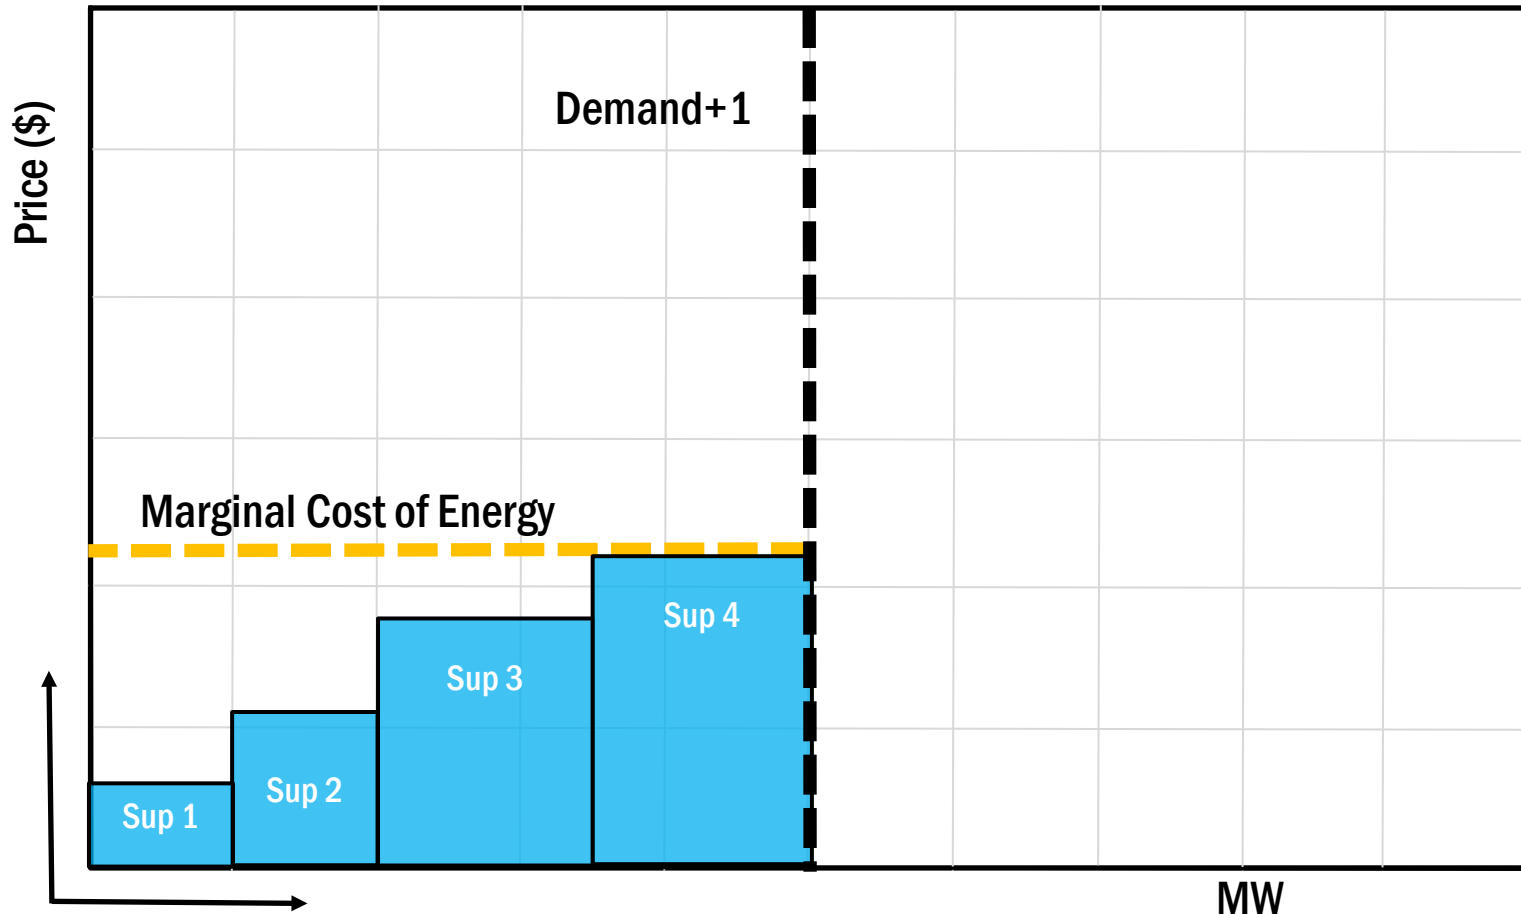 Demand+1
Price ($)
Marginal Cost of Energy
Sup 4
Sup 3
Sup 2
Sup 1
MW